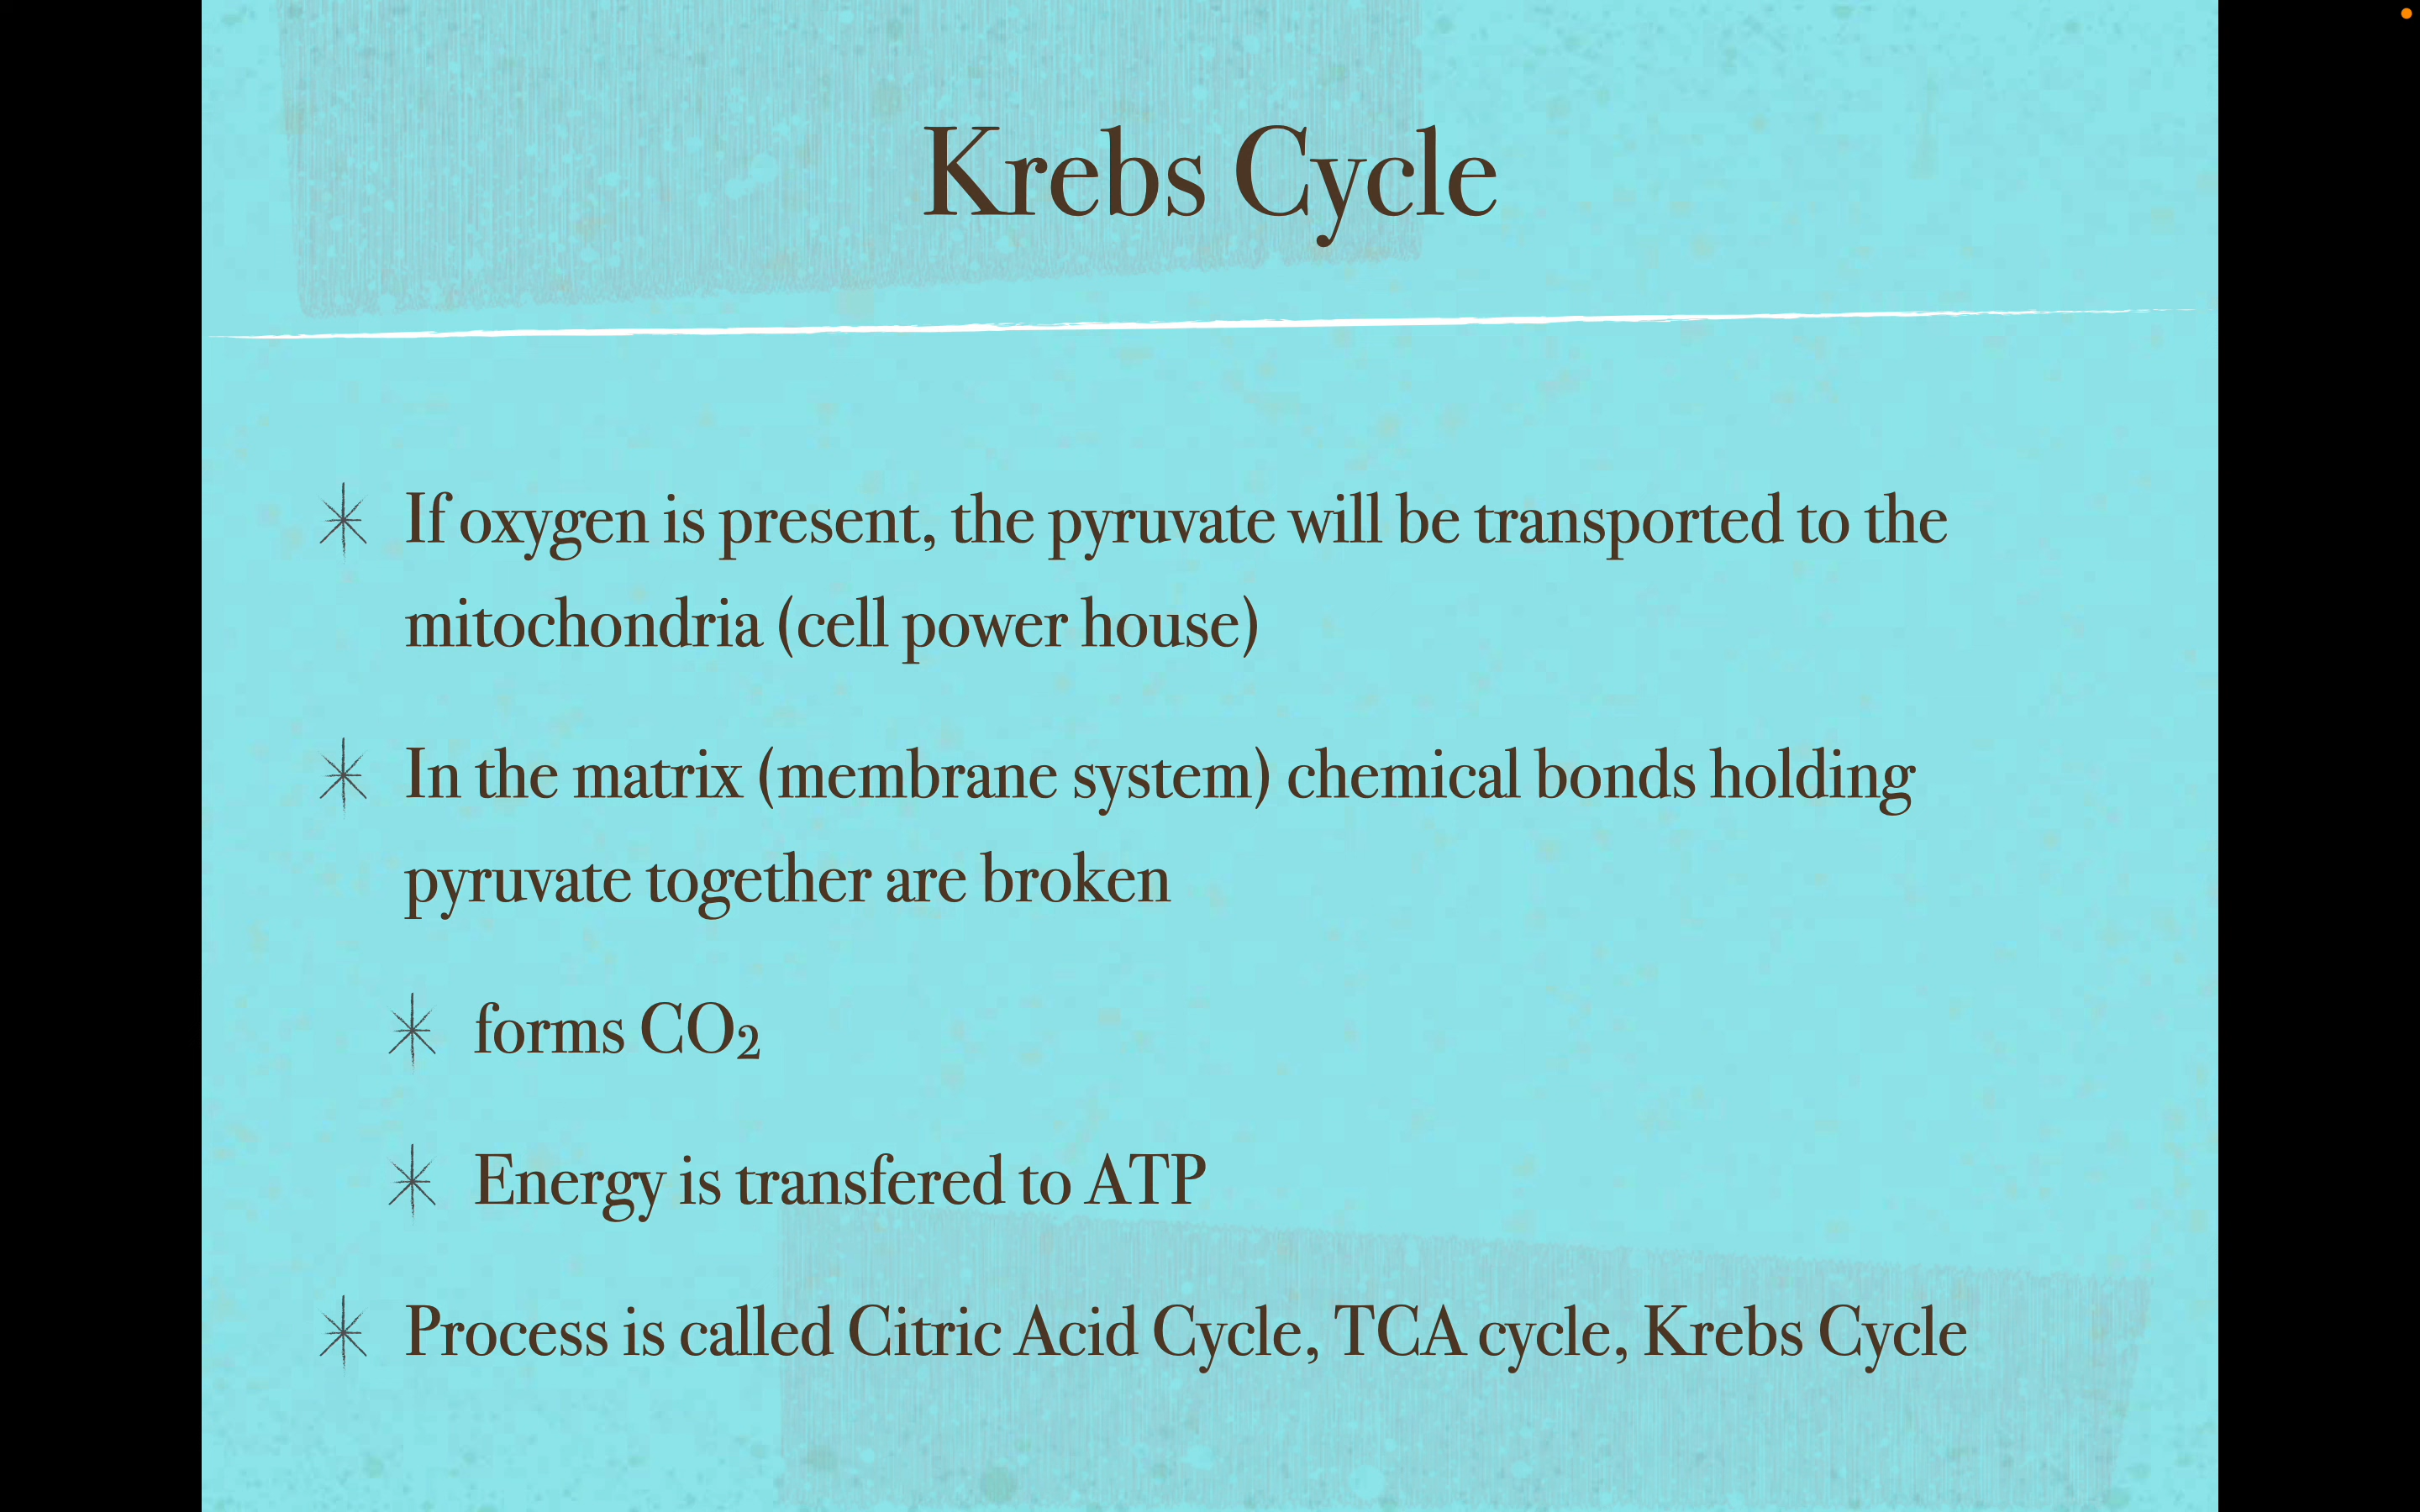 Krebs Cycle
If oxygen is present, the pyruvate will be transported to the
mitochondria (cell power house)
In the matrix (membrane system) chemical bonds holding
pyruvate together are broken
forms CO₂
Energy is transfered to ATP
Process is called Citric Acid Cycle, TCA cycle, Krebs Cycle